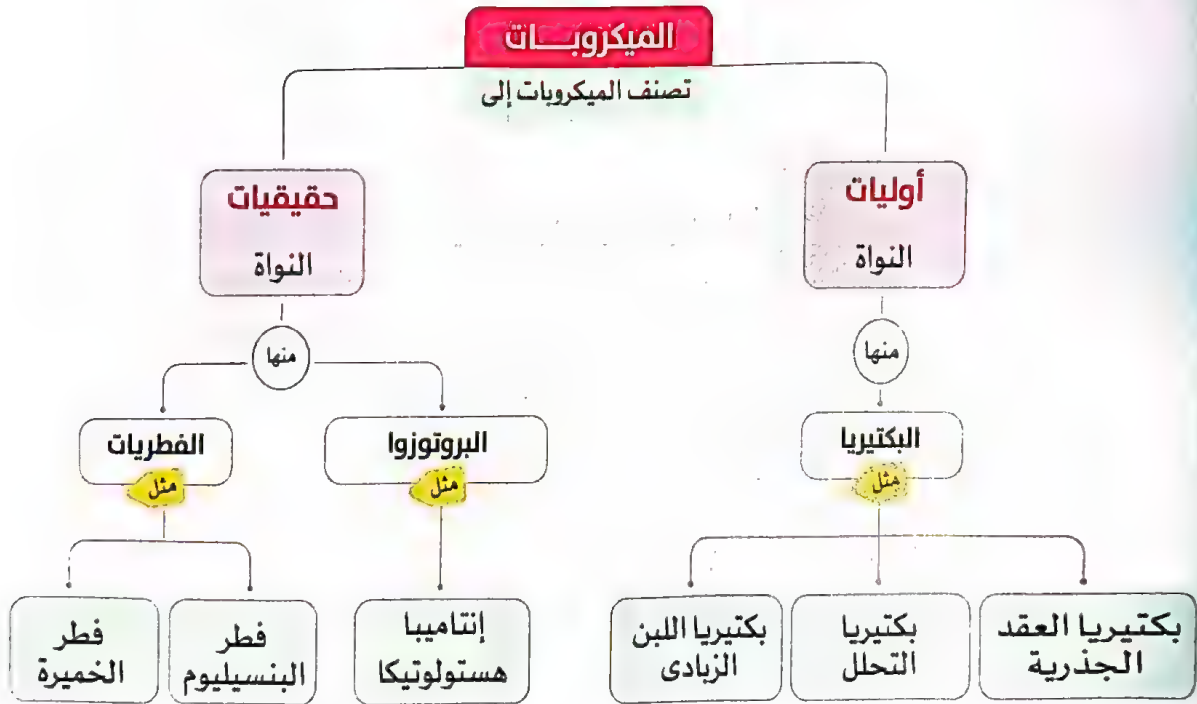 الميكروبــات
تصنف الميكروبات إلى
أوليات
النواة
حقيقيات
النواة
منها
منها
البكتيريا
مثل
البروتوزوا
مثل
الفطريات
مثل
بكتيريا العقد
الجذرية
بكتيريا
التحلل
بكتيريا اللبن
الزبادى
إنتاميبا
هستولوتيكا
فطر
البنسيليوم
فطر
الخميرة